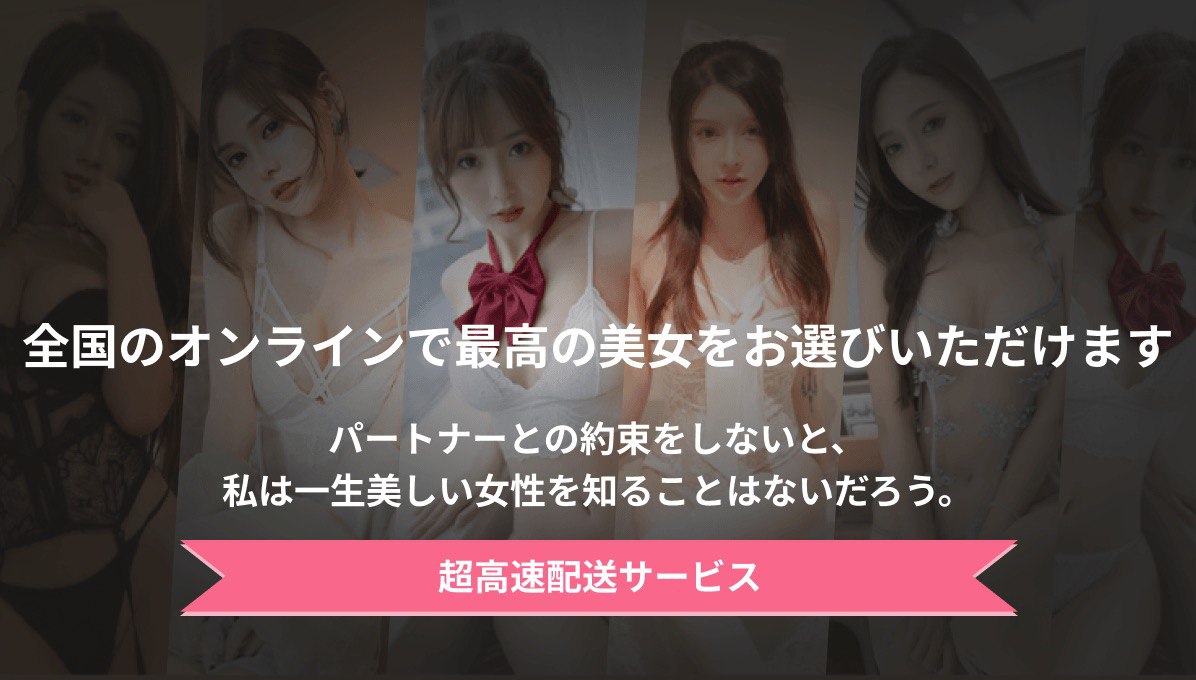 全国のオンラインで最高の美女をお選びいただけます
パートナーとの約束をしないと、
私は一生美しい女性を知ることはないだろう。
超高速配送サービス